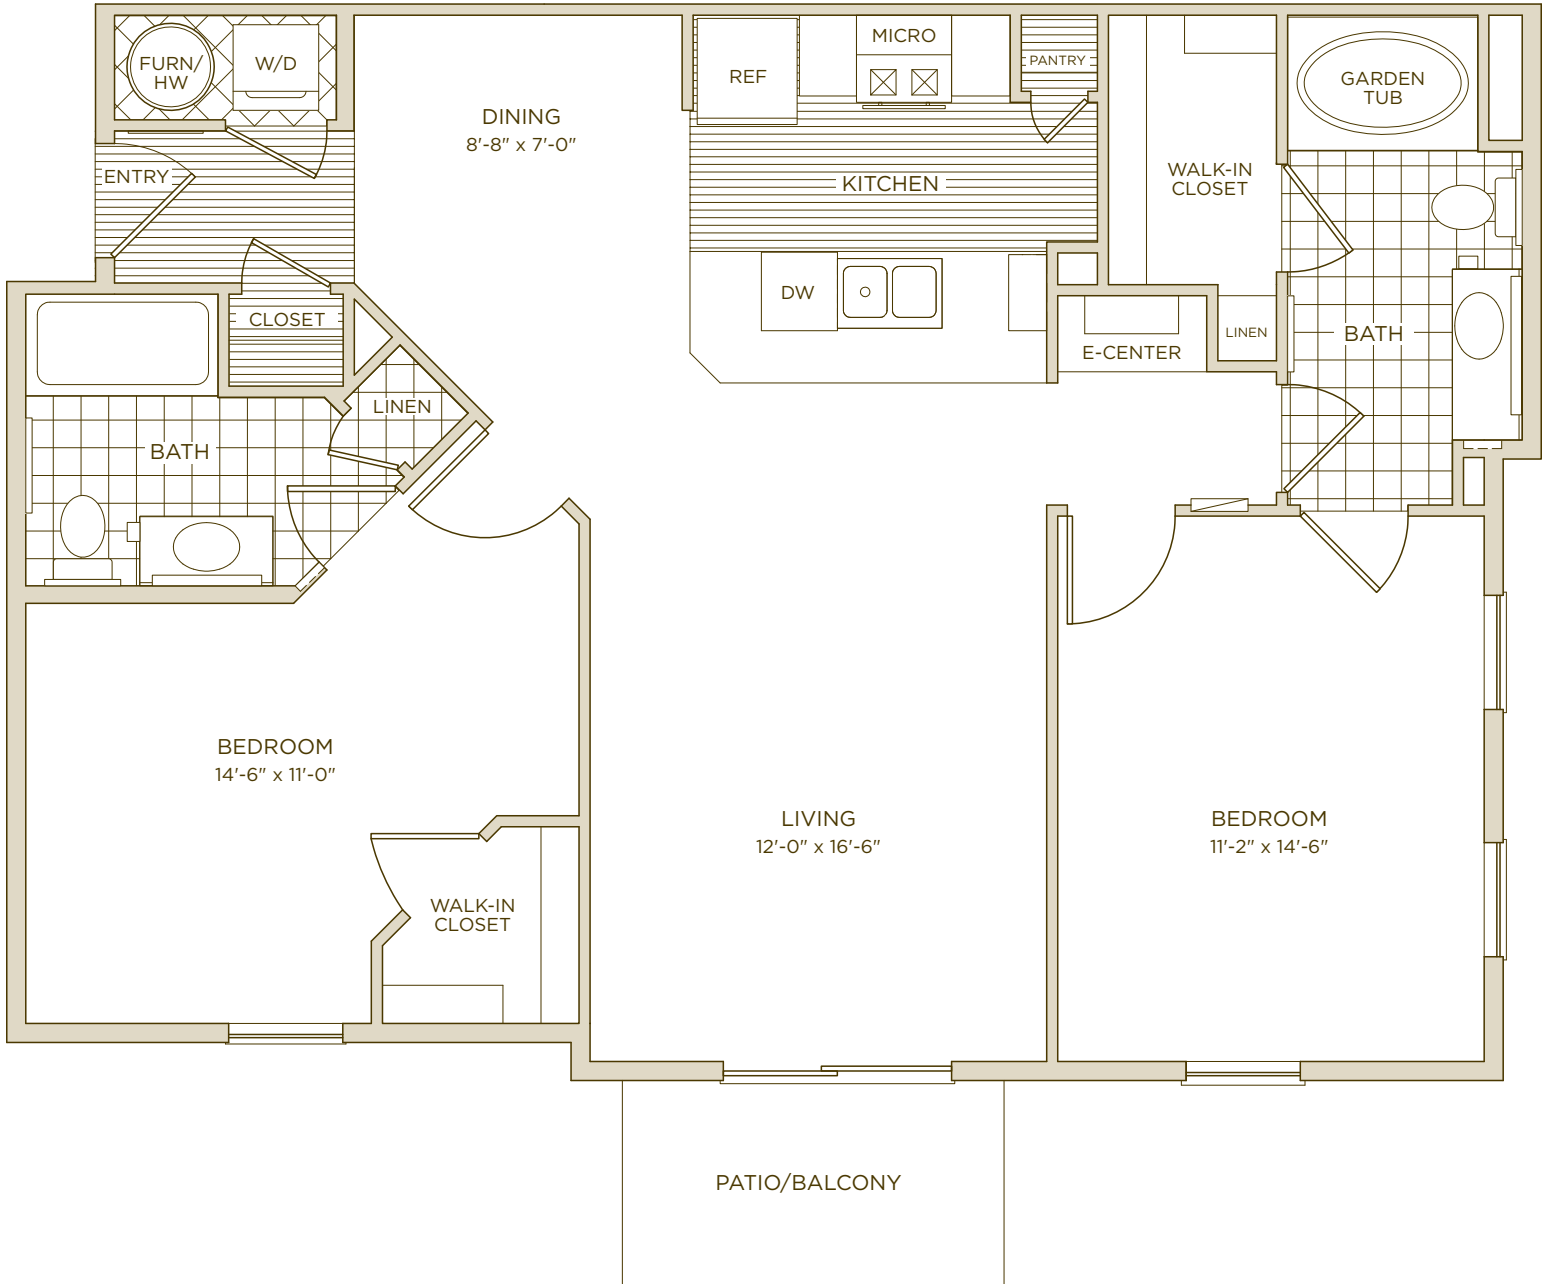 FURN/
HW
W/D
ENTRY
CLOSET
LINEN
BATH
DINING
8'-8" x 7'-0"
REF
MICRO
PANTRY
KITCHEN
DW
WALK-IN
CLOSET
GARDEN
TUB
LINEN
E-CENTER
BATH
BEDROOM
14'-6" x 11'-0"
WALK-IN
CLOSET
LIVING
12'-0" x 16'-6"
BEDROOM
11'-2" x 14'-6"
PATIO/BALCONY